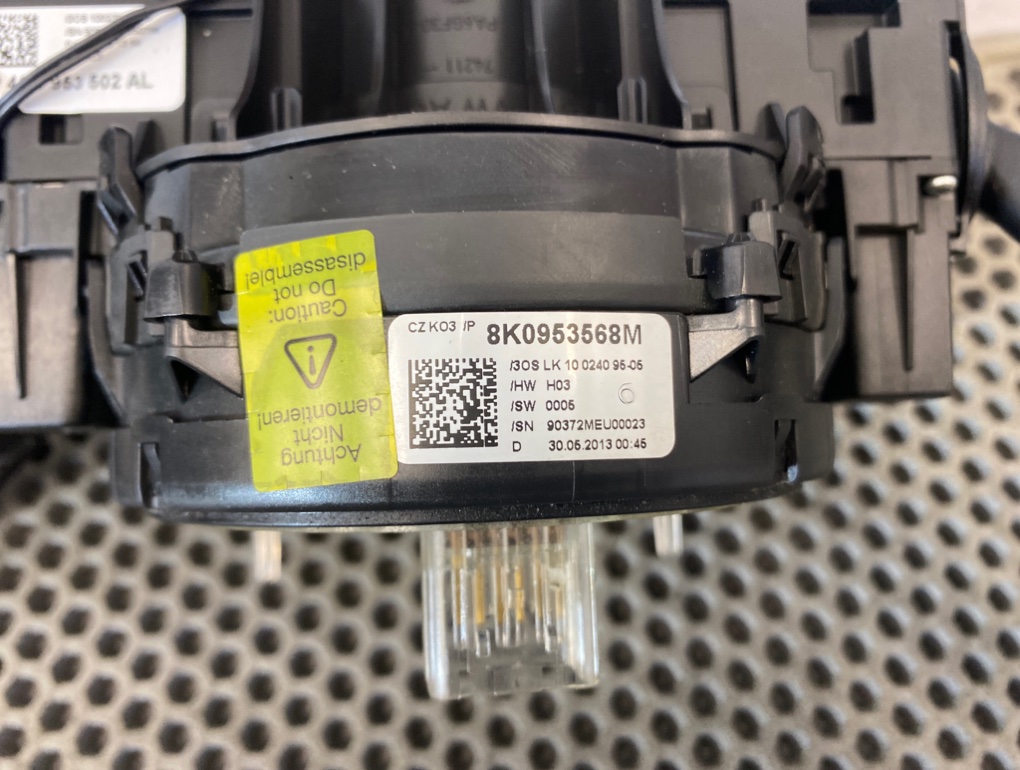 953 502 AL
CZ K03 /P 8K0953568M
/3OS LK 10 0240 95-05
/HW H03
6
/SW 0005
/SN 90372MEU00023
D 30.05.2013 00:45
Achtung
Nicht
demontieren!
Caution:
Do not
disassemble!